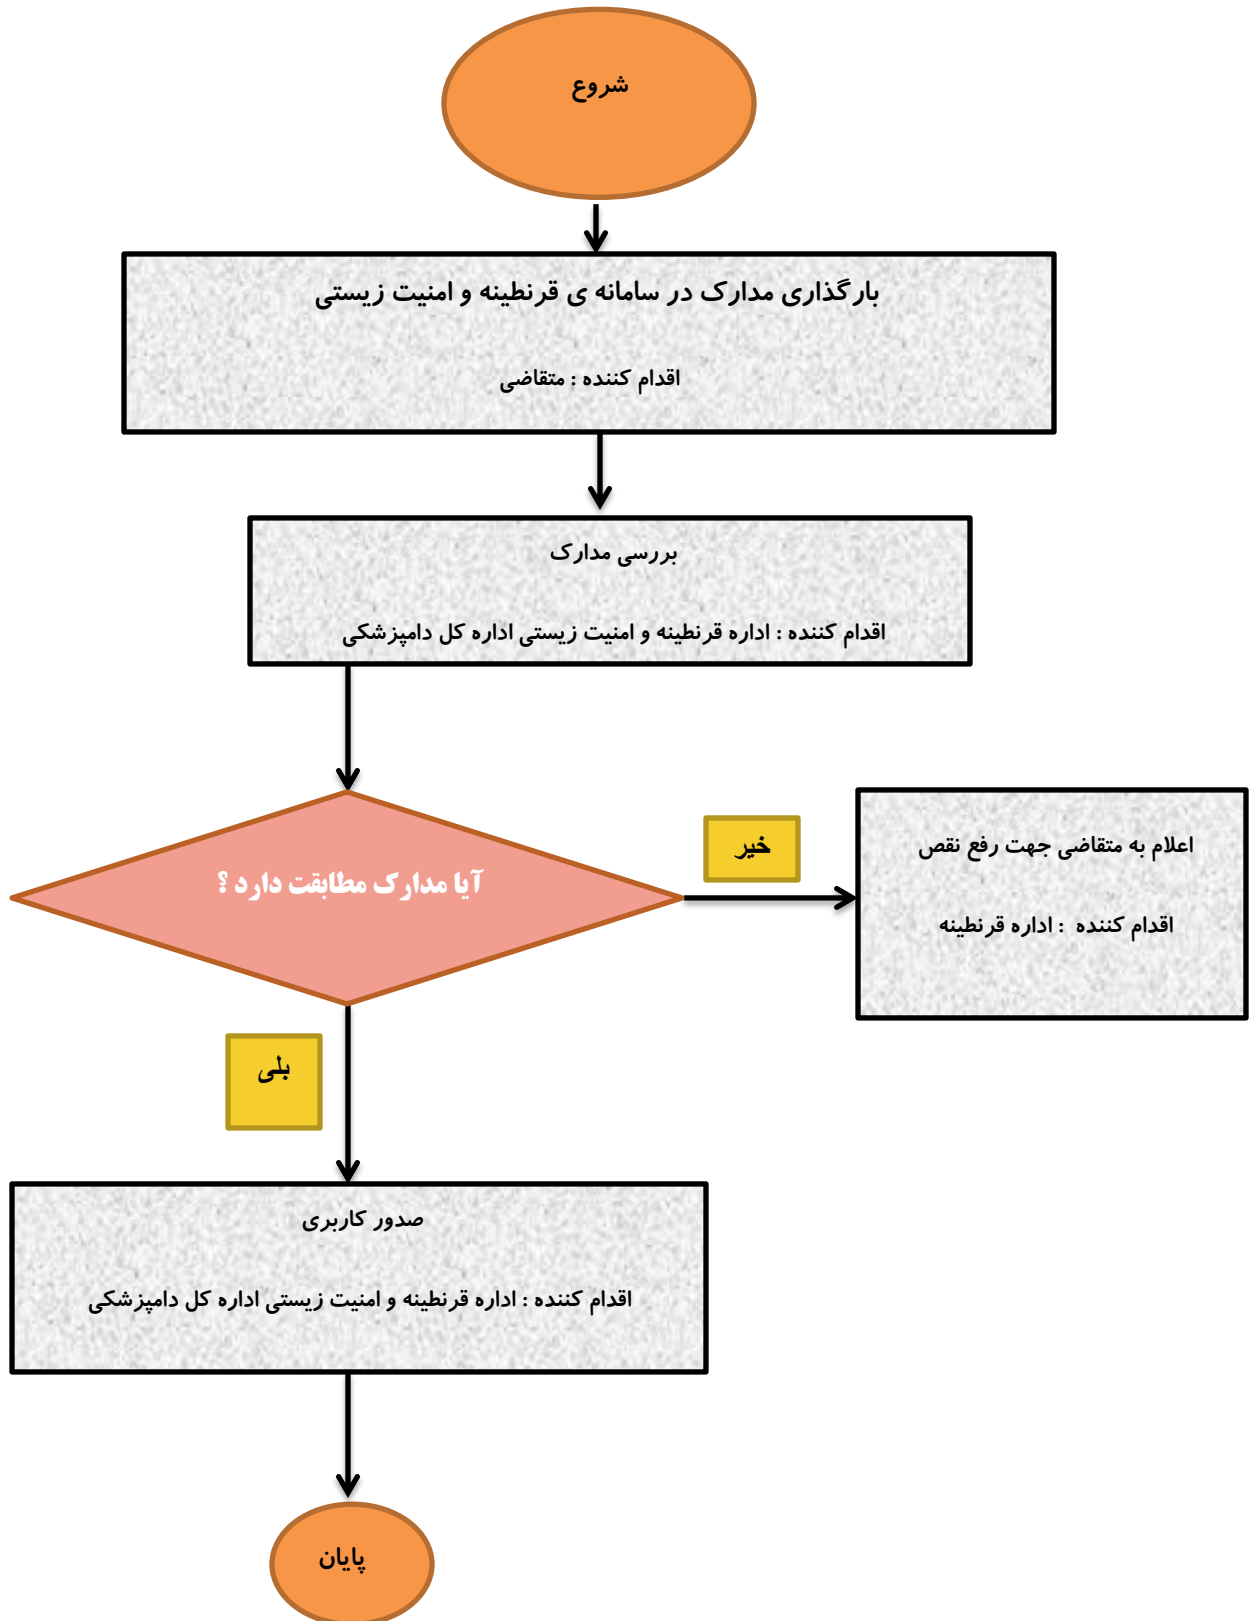 شروع
بارگذاری مدارک در سامانه ی قرنطینه و امنیت زیستی
اقدام کننده : متقاضی
بررسی مدارک
اقدام کننده : اداره قرنطینه و امنیت زیستی اداره کل دامپزشکی
آیا مدارک مطابقت دارد ؟
خیر
اعلام به متقاضی جهت رفع نقص
اقدام کننده : اداره قرنطینه
بلی
صدور کاربری
اقدام کننده : اداره قرنطینه و امنیت زیستی اداره کل دامپزشکی
پایان